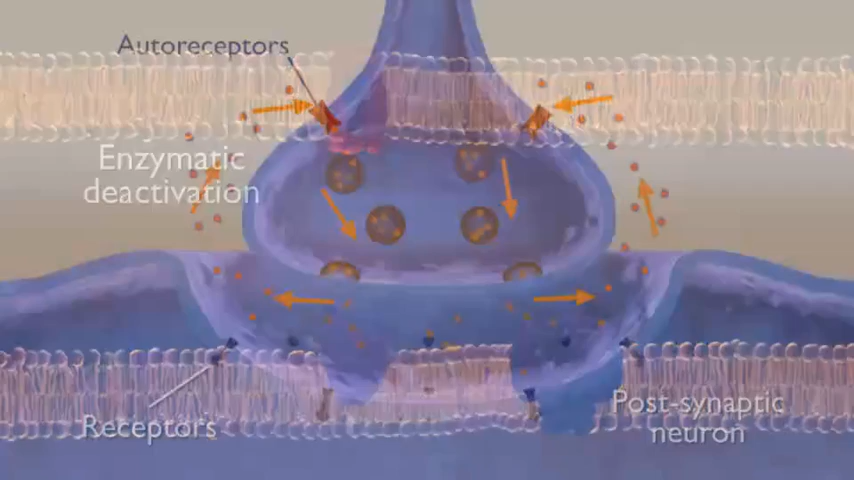 Autoreceptors
Enzymatic
deactivation
Receptors
Post-synaptic
neuron